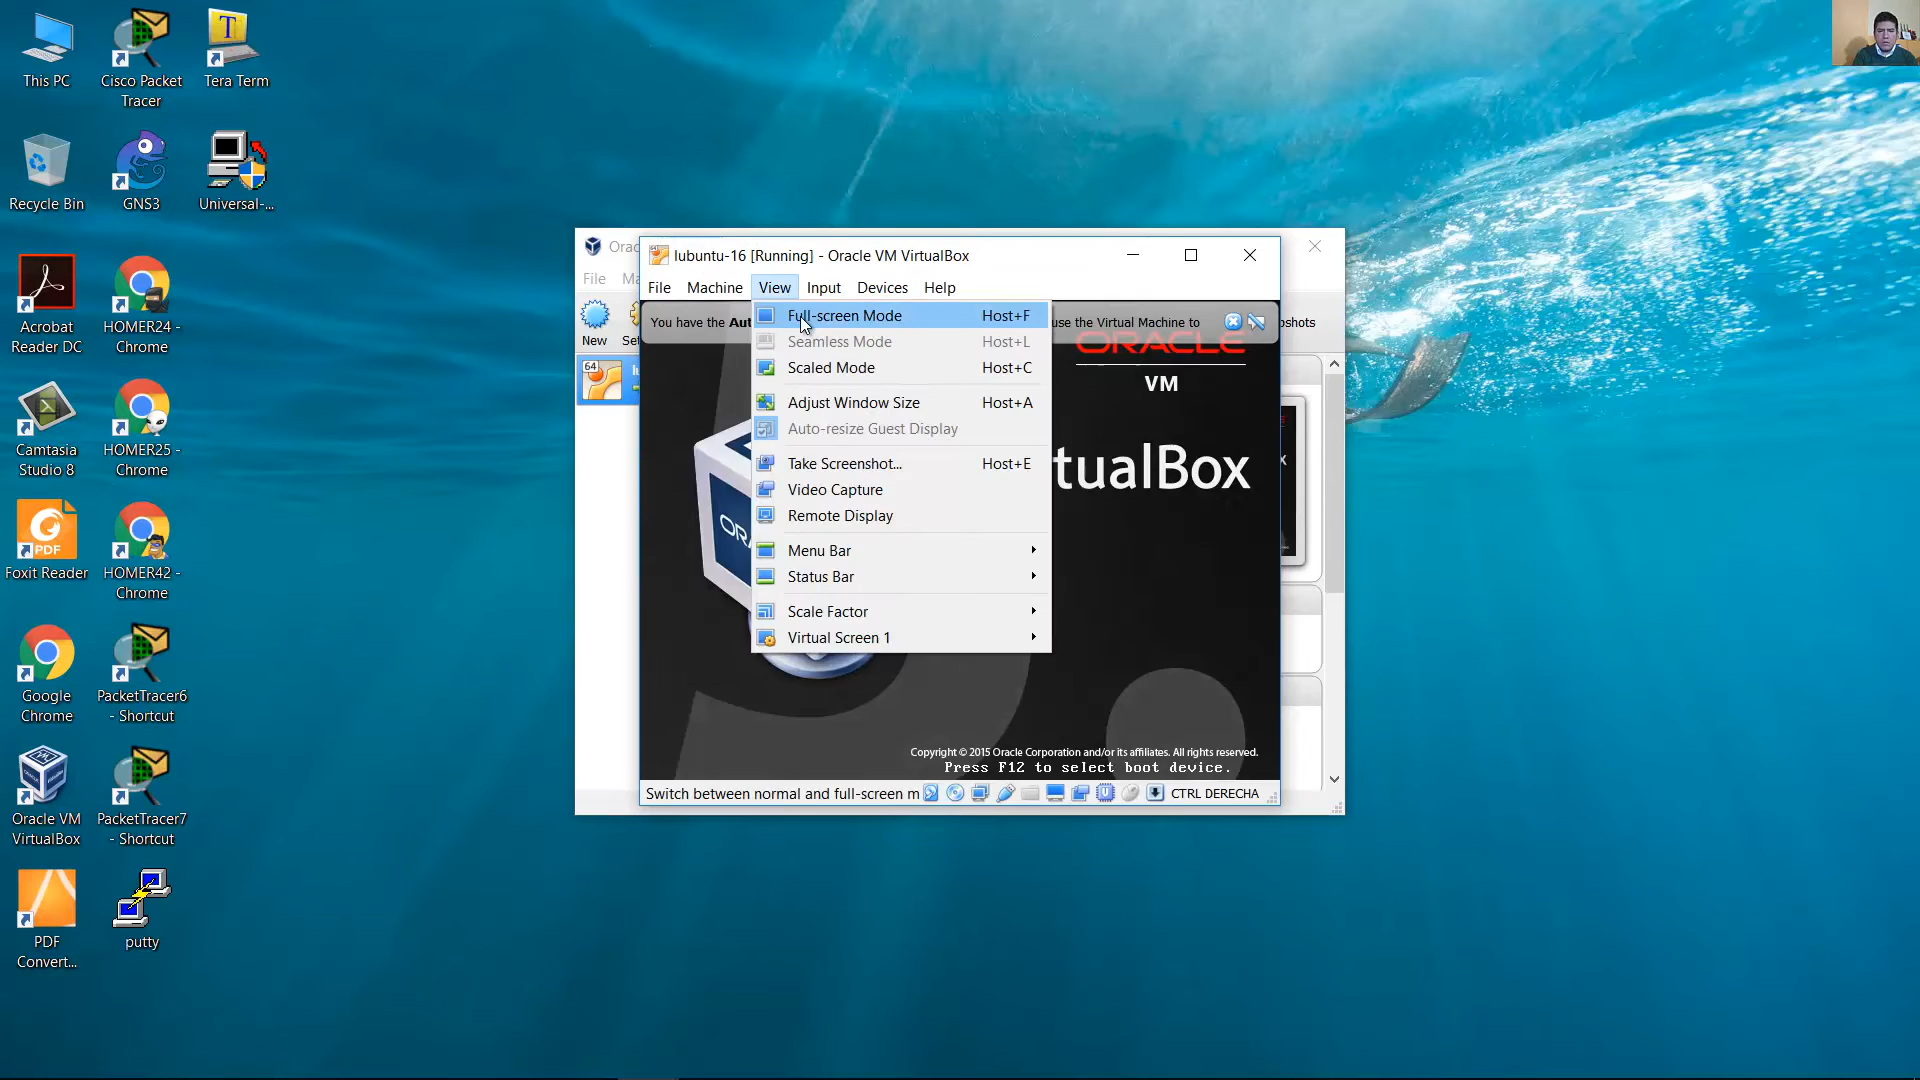 This PC
Cisco Packet
Tracer
Tera Term
Recycle Bin
GNS3
Universal-...
Acrobat
Reader DC
HOMER24 -
Chrome
Camtasia
Studio 8
HOMER25 -
Chrome
Foxit Reader
HOMER42 -
Chrome
Google
Chrome
PacketTracer6
- Shortcut
Oracle VM
VirtualBox
PacketTracer7
- Shortcut
PDF
Convert...
putty
File
New
64
lubuntu-16 [Running] - Oracle VM VirtualBox
File Machine View Input Devices Help
You have the
use the Virtual Machine to
Full-screen Mode Host+F
Seamless Mode Host+L
Scaled Mode Host+C
Adjust Window Size Host+A
Auto-resize Guest Display
Take Screenshot... Host+E
Video Capture
Remote Display
Menu Bar
Status Bar
Scale Factor
Virtual Screen 1
ORACLE
VM
tualBox
Copyright © 2015 Oracle Corporation and/or its affiliates. All rights reserved.
Press F12 to select boot device.
Switch between normal and full-screen m
CTRL DERECHA